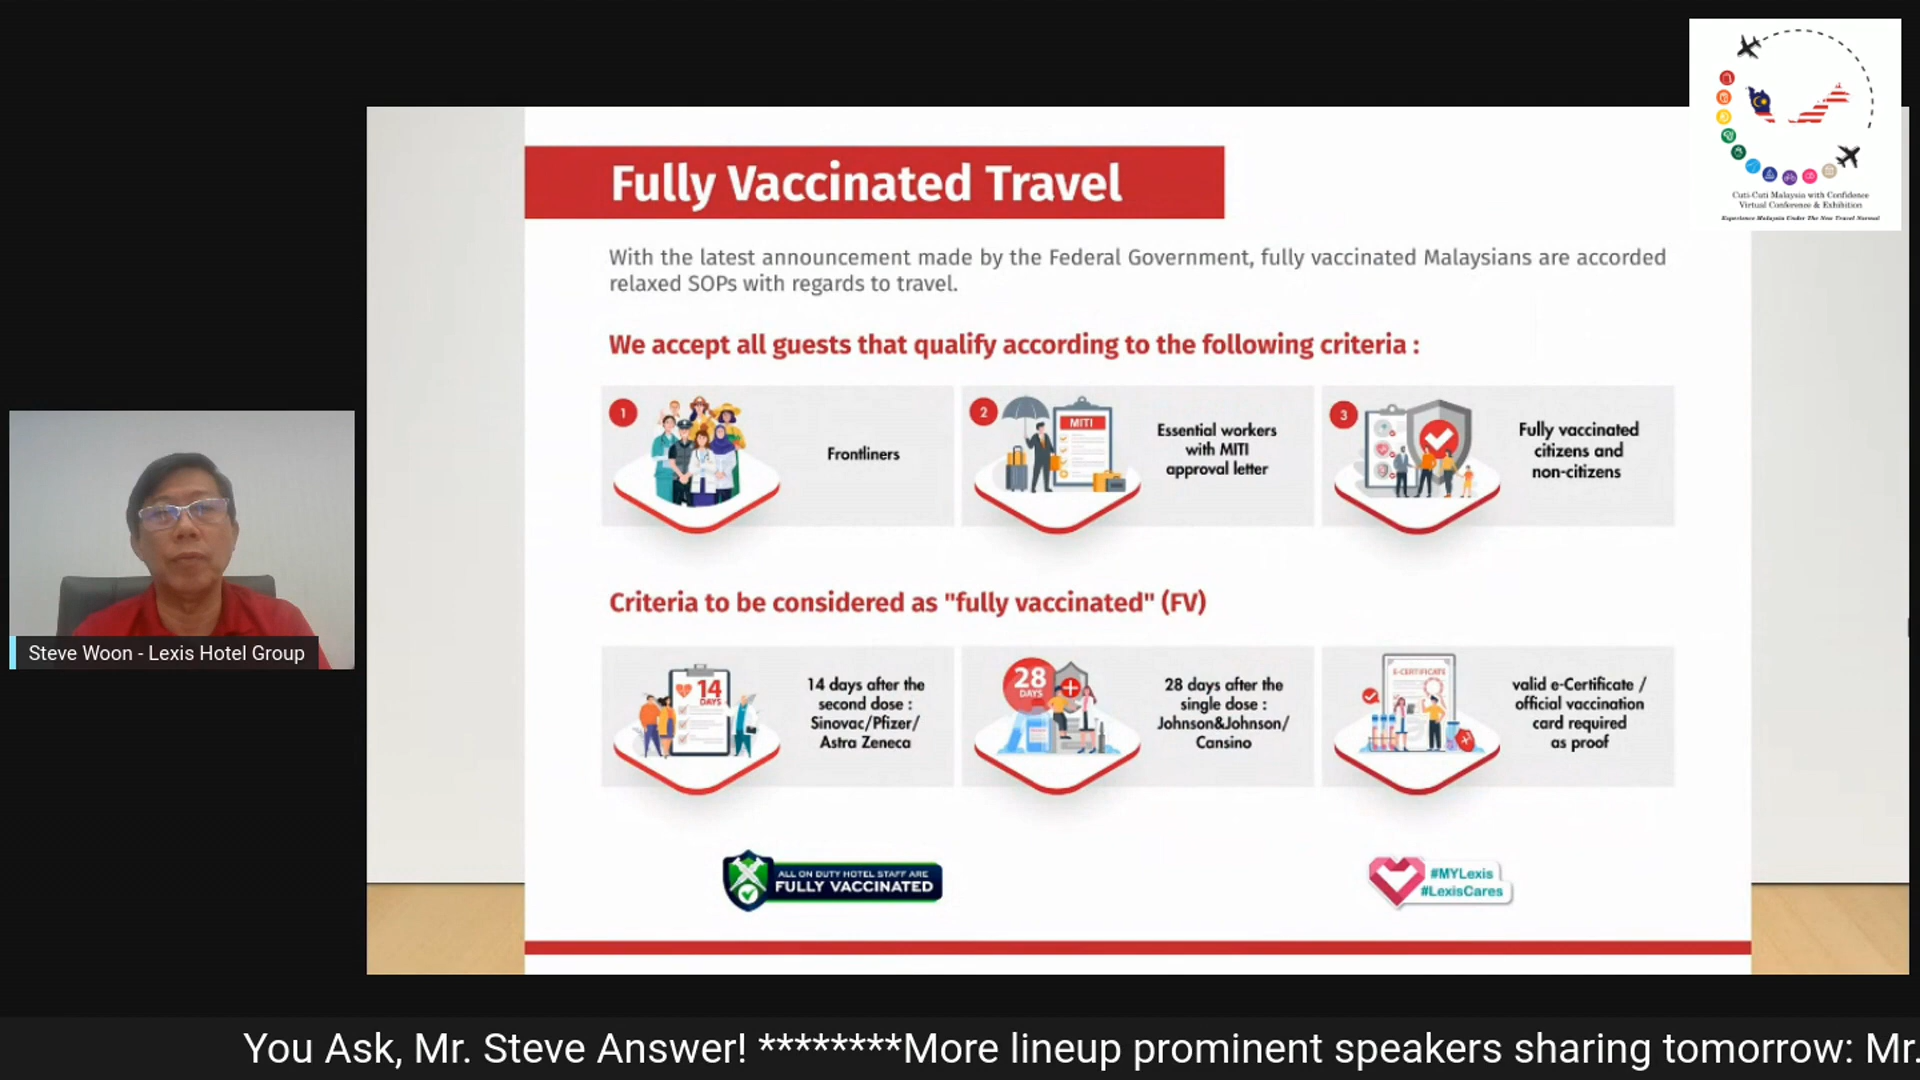 Cuti-Cuti Malaysia with Confidence
Virtual Conference & Exhibition
Experience Malaysia Under The New Travel Normal
Fully Vaccinated Travel
With the latest announcement made by the Federal Government, fully vaccinated Malaysians are accorded
relaxed SOPs with regards to travel.
We accept all guests that qualify according to the following criteria :
1
Frontliners
2
MITI
Essential workers
with MITI
approval letter
3
Fully vaccinated
citizens and
non-citizens
Steve Woon - Lexis Hotel Group
Criteria to be considered as "fully vaccinated" (FV)
14
DAYS
14 days after the
second dose :
Sinovac/Pfizer/
Astra Zeneca
28
DAYS
28 days after the
single dose :
Johnson&Johnson/
Cansino
E-CERTIFICATE
valid e-Certificate /
official vaccination
card required
as proof
ALL ON DUTY HOTEL STAFF ARE
FULLY VACCINATED
#MYLexis
#LexisCares
You Ask, Mr. Steve Answer! ********More lineup prominent speakers sharing tomorrow: Mr.